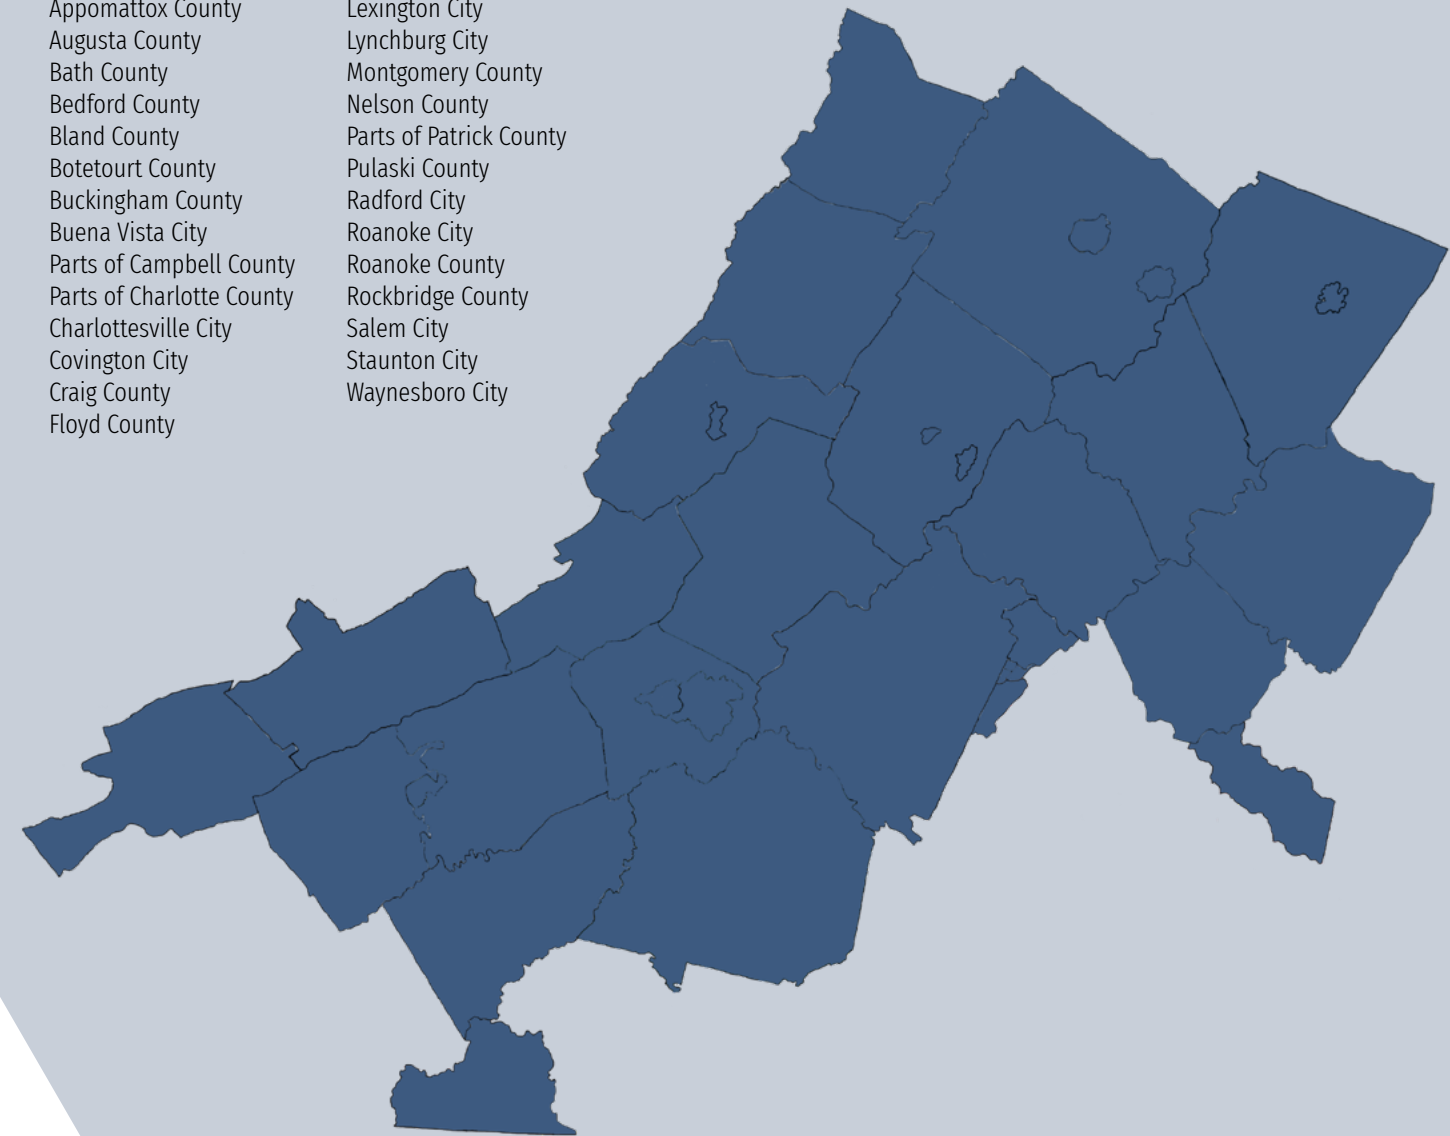 Appomattox County
Augusta County
Bath County
Bedford County
Bland County
Botetourt County
Buckingham County
Buena Vista City
Parts of Campbell County
Parts of Charlotte County
Charlottesville City
Covington City
Craig County
Floyd County
Lexington City
Lynchburg City
Montgomery County
Nelson County
Parts of Patrick County
Pulaski County
Radford City
Roanoke City
Roanoke County
Rockbridge County
Salem City
Staunton City
Waynesboro City